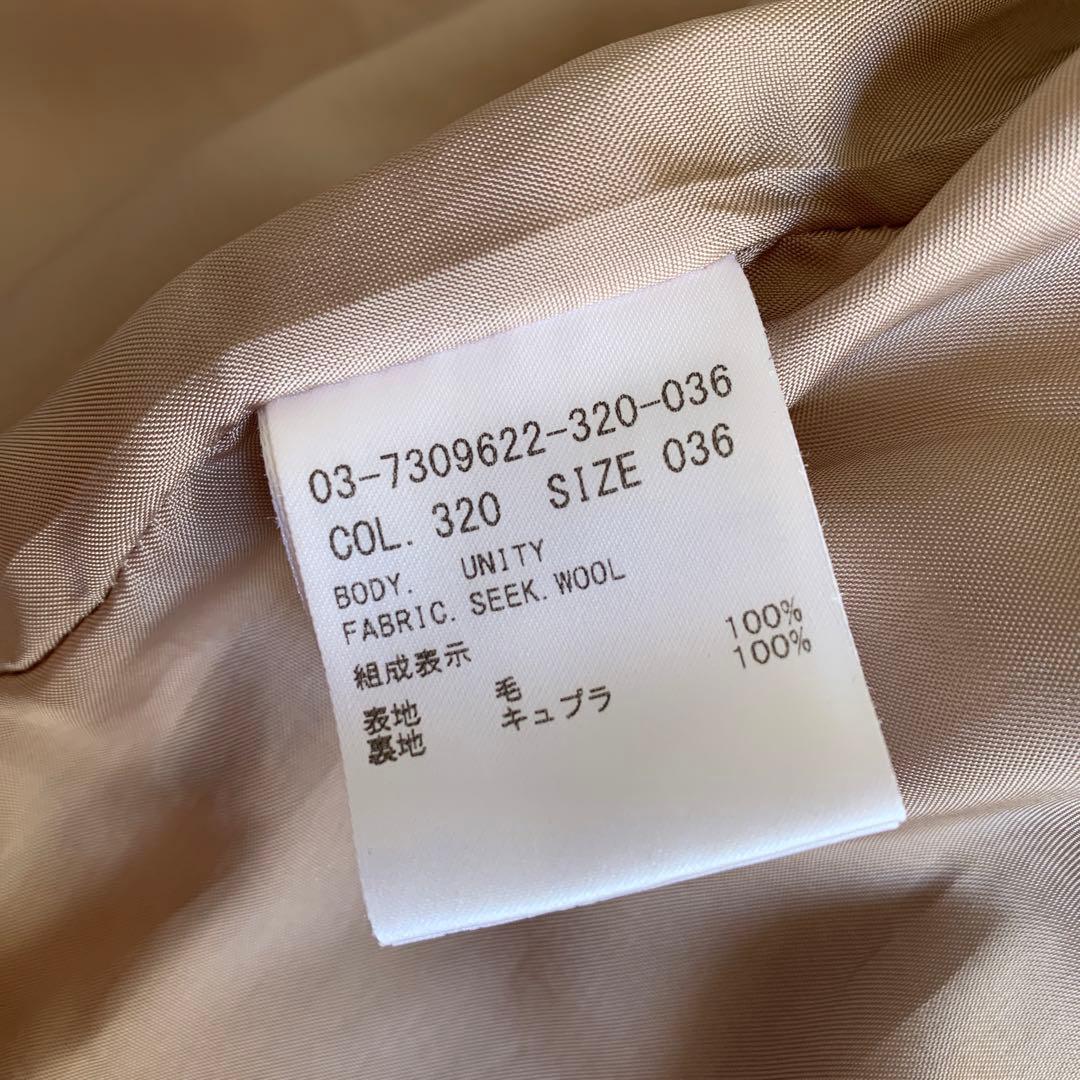 03-7309622-320-036
COL. 320 SIZE 036
BODY. UNITY
FABRIC. SEEK. WOOL
組成表示
表地 毛 100%
裏地 キュプラ 100%